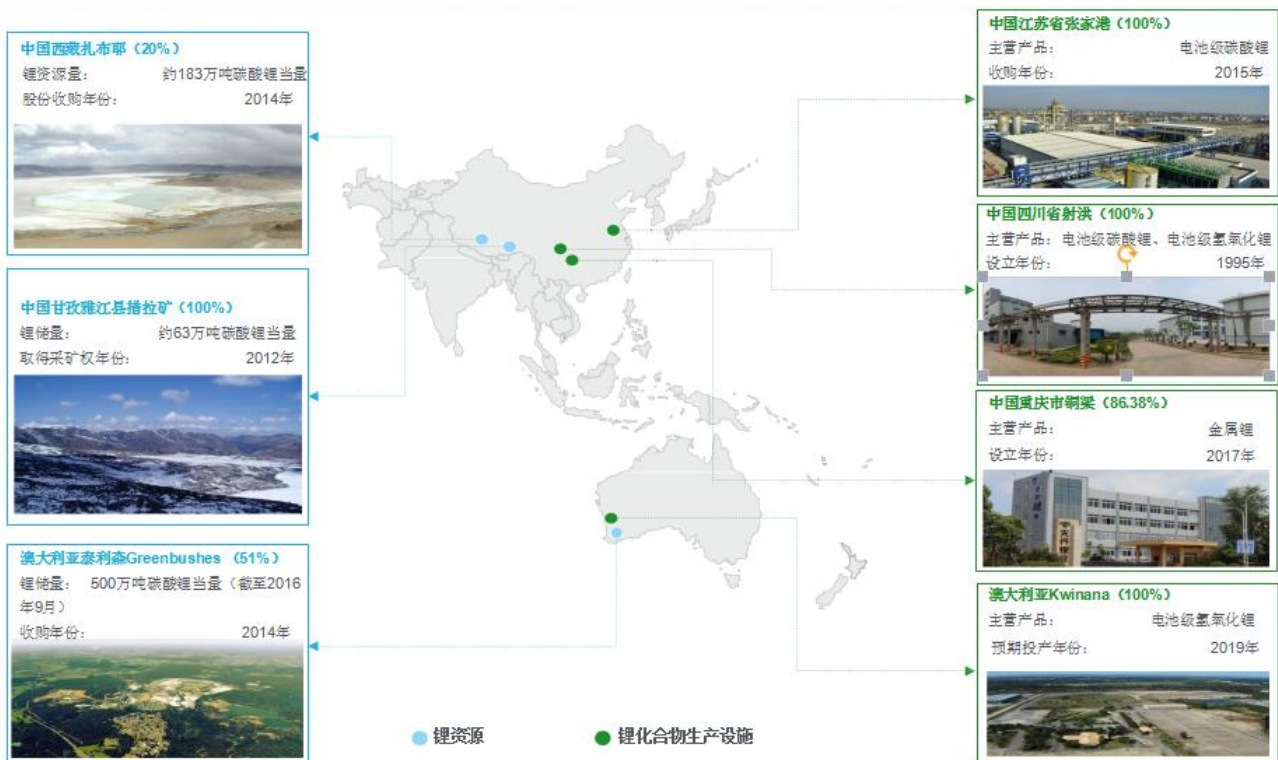 中国西藏扎布耶（20%）
锂资源量： 约183万吨碳酸锂当量
股份收购年份： 2014年
中国甘孜雅江县措拉矿（100%）
锂储量： 约63万吨碳酸锂当量
取得采矿权年份： 2012年
澳大利亚泰利森Greenbushes （51%）
锂储量： 500万吨碳酸锂当量（截至2016
年9月）
收购年份： 2014年
锂资源
锂化合物生产设施
中国江苏省张家港（100%）
主营产品： 电池级碳酸锂
收购年份： 2015年
中国四川省射洪（100%）
主营产品：电池级碳酸锂、电池级氢氧化锂
设立年份： 1995年
中国重庆市铜梁（86.38%）
主营产品： 金属锂
设立年份： 2017年
澳大利亚Kwinana（100%）
主营产品： 电池级氢氧化锂
预期投产年份： 2019年